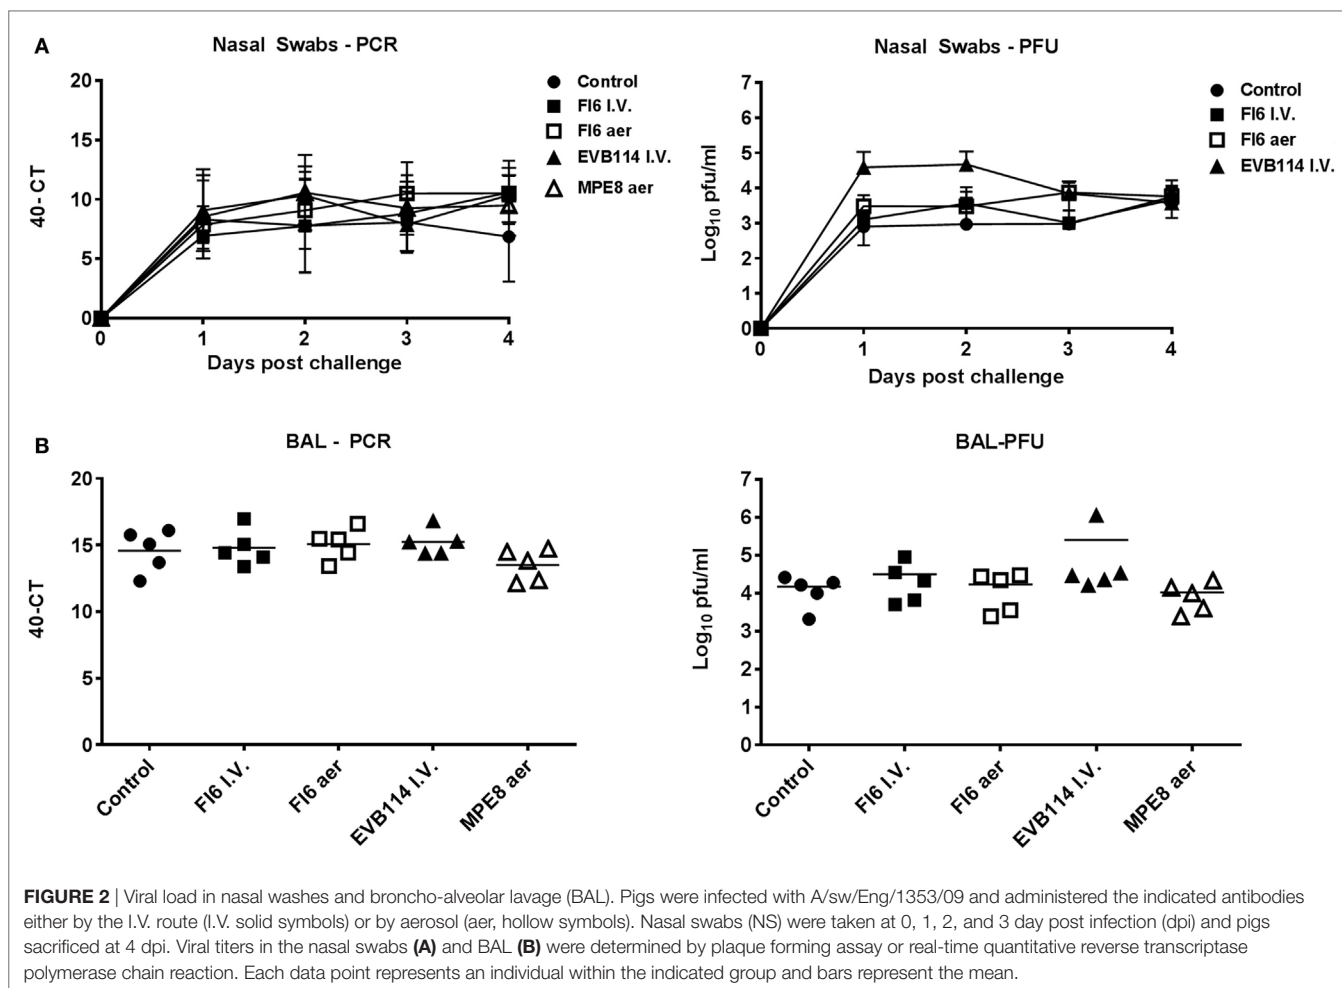 A
Nasal Swabs - PCR
40- CT
20
15
10
5
0
0 1 2 3 4
Days post challenge
Control
FI6 I.V.
FI6 aer
EVB114 I.V.
MPE8 aer
Nasal Swabs - PFU
Log10 pfu/ml
7
6
5
4
3
2
1
0
0 1 2 3 4
Days post challenge
Control
FI6 I.V.
FI6 aer
EVB114 I.V.
B
BAL - PCR
40-CT
20
15
10
5
0
Control
FI6 I.V.
FI6 aer
EVB114 I.V.
MPE8 aer
BAL-PFU
Log10 pfu/ml
7
6
5
4
3
2
1
0
Control
FI6 I.V.
FI6 aer
EVB114 I.V.
MPE8 aer
FIGURE 2 | Viral load in nasal washes and broncho-alveolar lavage (BAL). Pigs were infected with A/sw/Eng/1353/09 and administered the indicated antibodies
either by the I.V. route (I.V. solid symbols) or by aerosol (aer, hollow symbols). Nasal swabs (NS) were taken at 0, 1, 2, and 3 day post infection (dpi) and pigs
sacrificed at 4 dpi. Viral titers in the nasal swabs (A) and BAL (B) were determined by plaque forming assay or real-time quantitative reverse transcriptase
polymerase chain reaction. Each data point represents an individual within the indicated group and bars represent the mean.